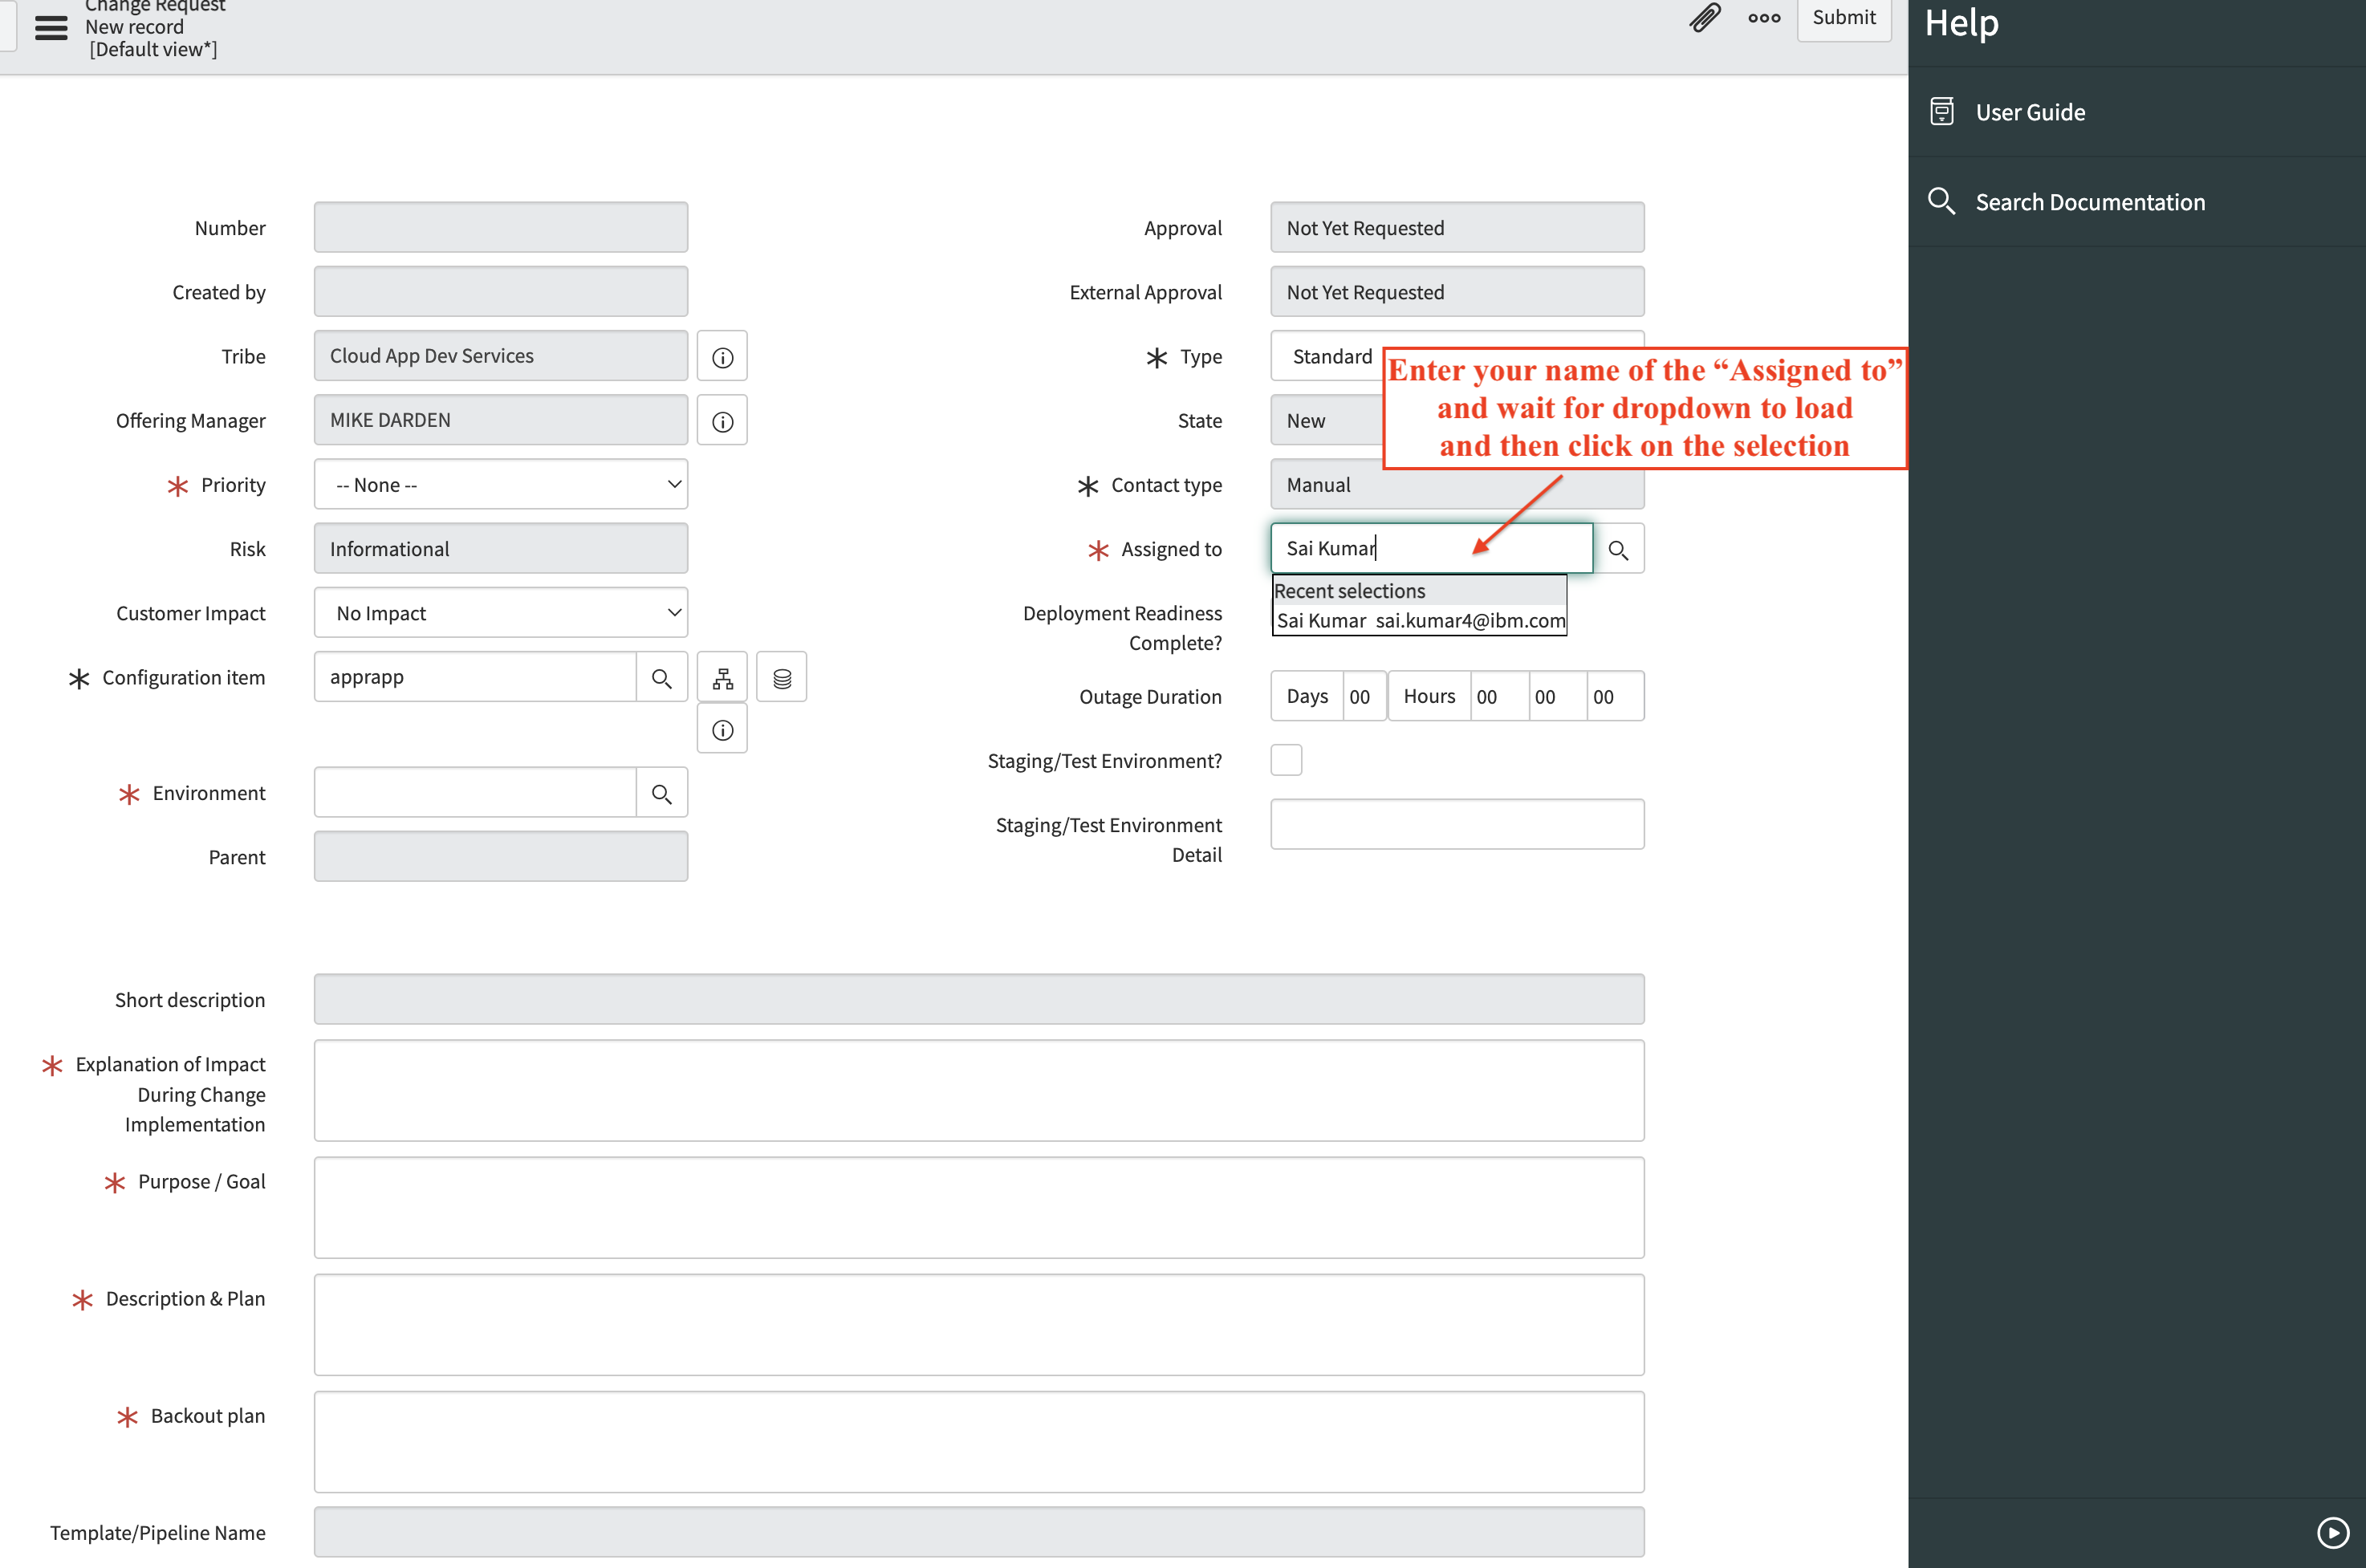 Change Request
New record
[Default view*]
Submit
Help
User Guide
Search Documentation
Number
Created by
Tribe
Cloud App Dev Services
Offering Manager
MIKE DARDEN
Priority
-- None --
Risk
Informational
Customer Impact
No Impact
Configuration item
apprapp
Environment
Parent
Approval
Not Yet Requested
External Approval
Not Yet Requested
Type
Standard
Enter your name of the “Assigned to”
and wait for dropdown to load
and then click on the selection
State
New
Contact type
Manual
Assigned to
Sai Kumar
Recent selections
Sai Kumar sai.kumar4@ibm.com
Deployment Readiness
Complete?
Outage Duration
Days 00 Hours 00 00 00
Staging/Test Environment?
Staging/Test Environment
Detail
Short description
Explanation of Impact
During Change
Implementation
Purpose / Goal
Description & Plan
Backout plan
Template/Pipeline Name